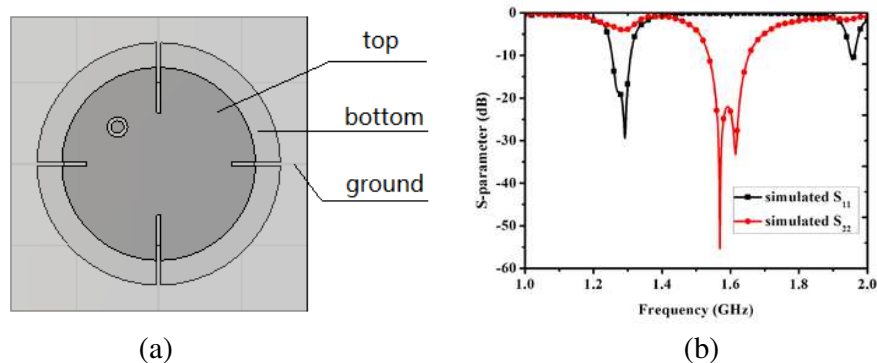 top
bottom
ground
(a)
S-parameter (dB)
0
-10
-20
-30
-40
-50
-60
simulated S₁₁
simulated S₂₂
1.0 1.2 1.4 1.6 1.8 2.0
Frequency (GHz)
(b)